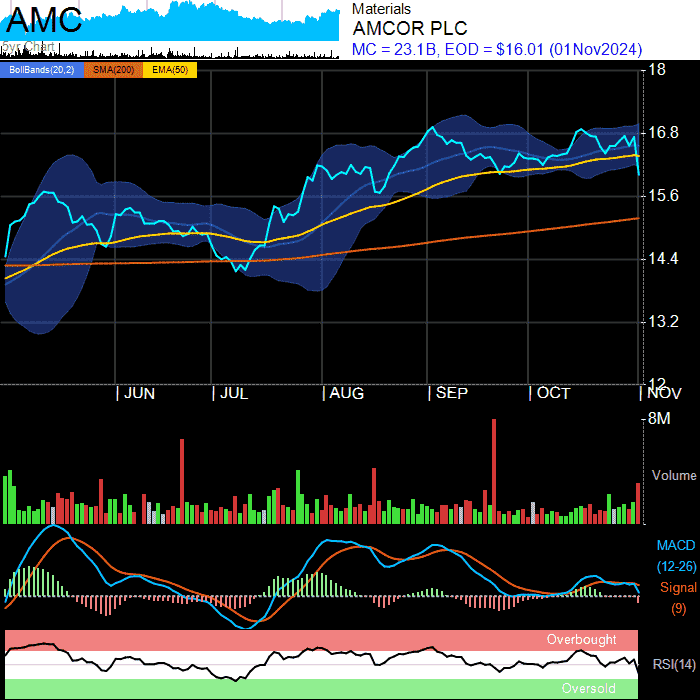 AMC
5yr Chart
Materials
AMCOR PLC
MC = 23.1B, EOD = $16.01 (01Nov2024)
BollBands(20,2) SMA(200) EMA(50)
18
16.8
15.6
14.4
13.2
12
JUN JUL AUG SEP OCT NOV
8M
Volume
MACD
(12-26)
Signal
(9)
Overbought
RSI(14)
Oversold